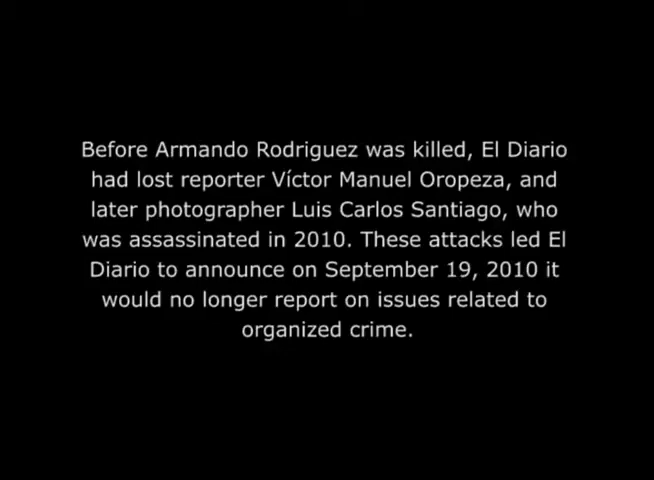 Before Armando Rodriguez was killed, El Diario
had lost reporter Víctor Manuel Oropeza, and
later photographer Luis Carlos Santiago, who
was assassinated in 2010. These attacks led El
Diario to announce on September 19, 2010 it
would no longer report on issues related to
organized crime.